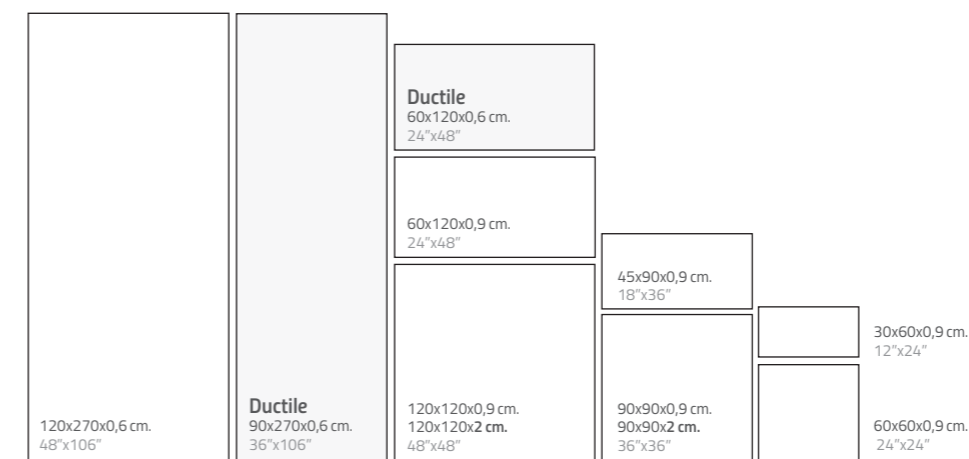 120x270x0,6 cm.
48"x106"
Ductile
90x270x0,6 cm.
36"x106"
Ductile
60x120x0,6 cm.
24"x48"
60x120x0,9 cm.
24"x48"
120x120x0,9 cm.
120x120x2 cm.
48"x48"
45x90x0,9 cm.
18"x36"
90x90x0,9 cm.
90x90x2 cm.
36"x36"
30x60x0,9 cm.
12"x24"
60x60x0,9 cm.
24"x24"